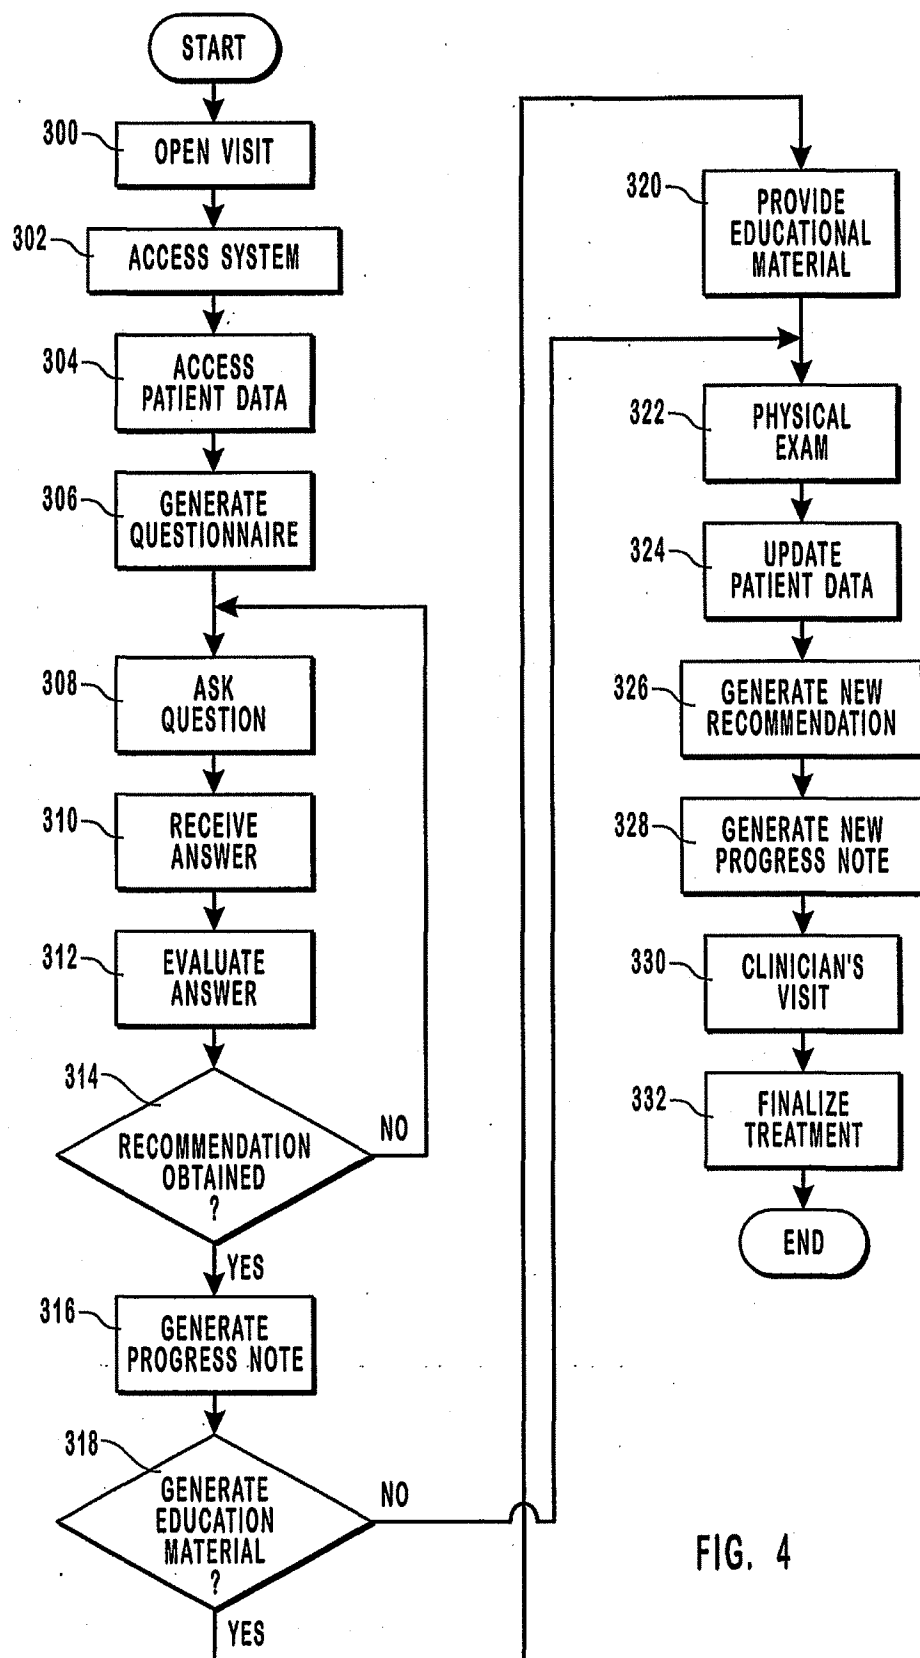 START
300
OPEN VISIT
302
ACCESS SYSTEM
304
ACCESS
PATIENT DATA
306
GENERATE
QUESTIONNAIRE
308
ASK
QUESTION
310
RECEIVE
ANSWER
312
EVALUATE
ANSWER
314
RECOMMENDATION
OBTAINED
?
NO
YES
316
GENERATE
PROGRESS NOTE
318
GENERATE
EDUCATION
MATERIAL
?
NO
YES
320
PROVIDE
EDUCATIONAL
MATERIAL
322
PHYSICAL
EXAM
324
UPDATE
PATIENT DATA
326
GENERATE NEW
RECOMMENDATION
328
GENERATE NEW
PROGRESS NOTE
330
CLINICIAN'S
VISIT
332
FINALIZE
TREATMENT
END
FIG. 4